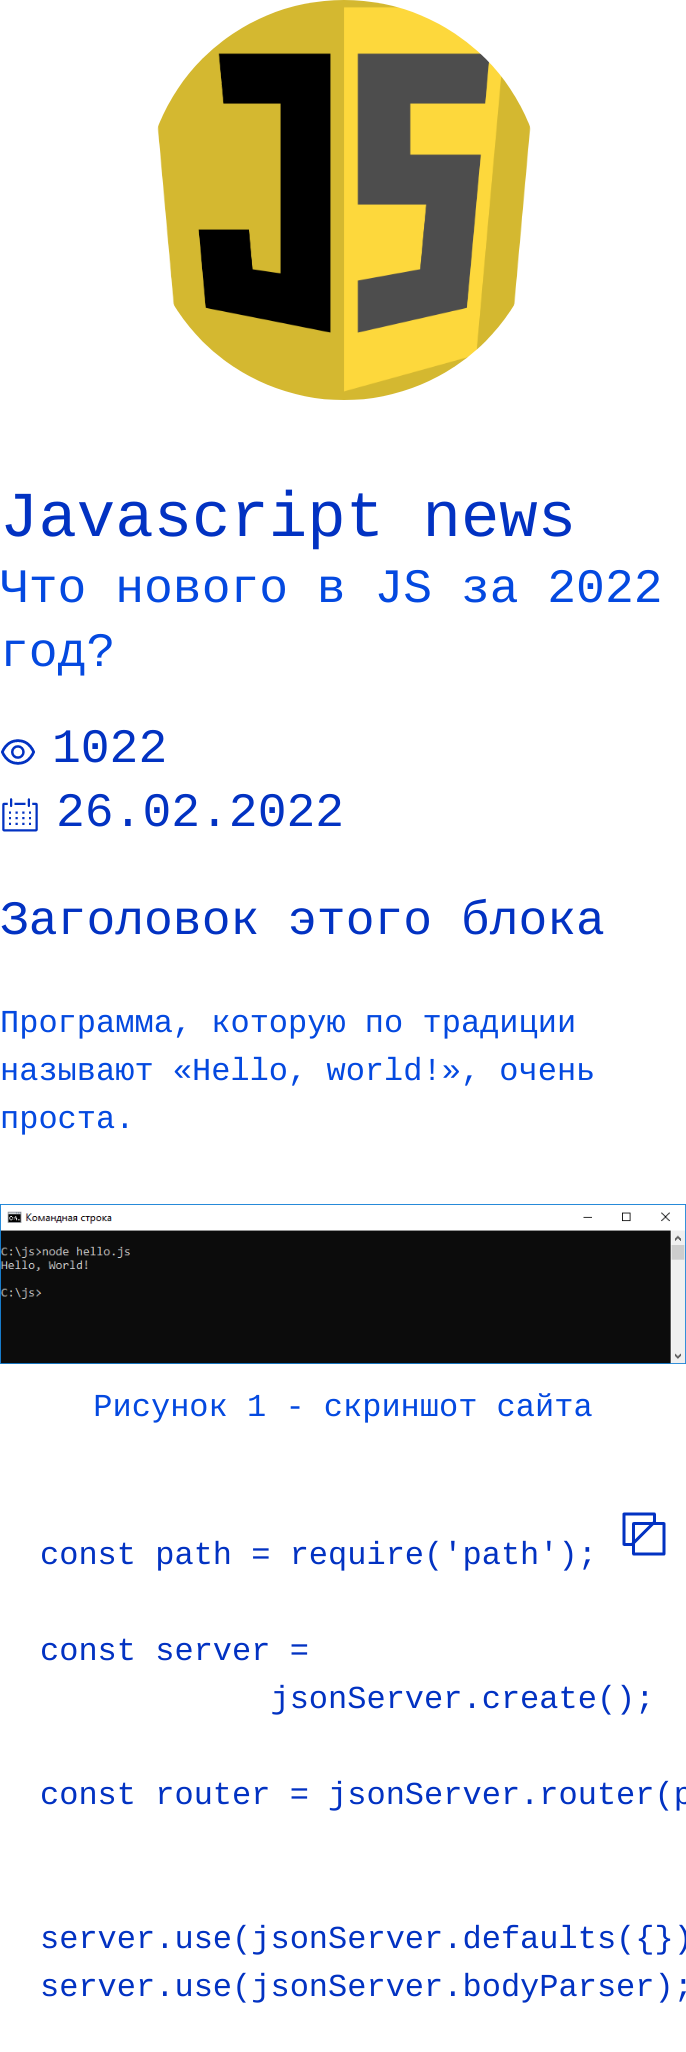 JS
Javascript news
Что нового в JS за 2022
год?
1022
26.02.2022
Заголовок этого блока
Программа, которую по традиции
называют «Hello, world!», очень
проста.
Командная строка
C:\js>node hello.js
Hello, World!
C:\js>
Рисунок 1 - скриншот сайта
const path = require('path');
const server =
jsonServer.create();
const router = jsonServer.router(p
server.use(jsonServer.defaults({})
server.use(jsonServer.bodyParser);